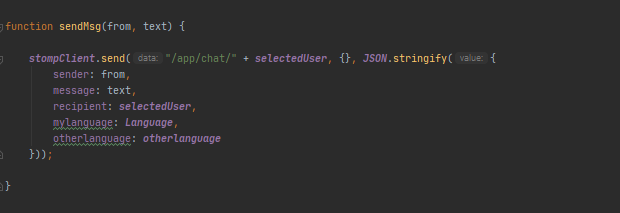 function sendMsg(from, text) {
stompClient.send( data: "/app/chat/" + selectedUser, {}, JSON.stringify( value: {
sender: from,
message: text,
recipient: selectedUser,
mylanguage: Language,
otherlanguage: otherlanguage
}));
}